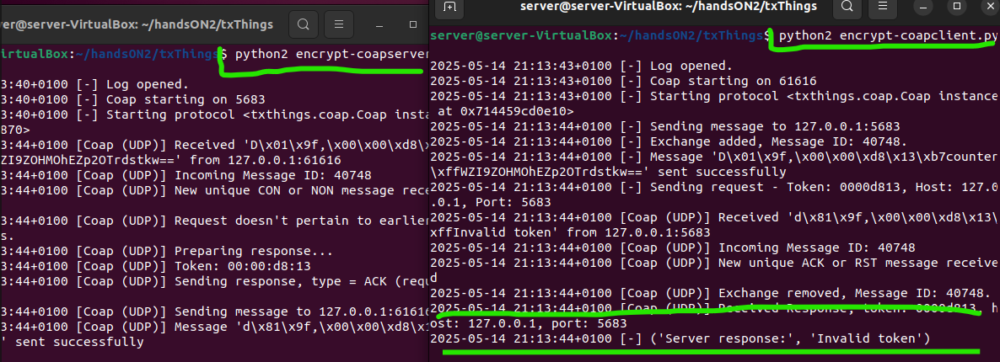 ver@server-VirtualBox: ~/handsON2/txThings
irtualBox:~/handsON2/txThings$ python2 encrypt-coapserver
3:40+0100 [-] Log opened.
3:40+0100 [-] Coap starting on 5683
3:40+0100 [-] Starting protocol <txthings.coap.Coap insta
870>
3:44+0100 [Coap (UDP)] Received 'D\x01\x9f,\x00\x00\xd8\x
ZI9ZOHMOhEZp2OTrdstkw==' from 127.0.0.1:61616
3:44+0100 [Coap (UDP)] Incoming Message ID: 40748
3:44+0100 [Coap (UDP)] New unique CON or NON message rece
3:44+0100 [Coap (UDP)] Request doesn't pertain to earlier
s.
3:44+0100 [Coap (UDP)] Preparing response...
3:44+0100 [Coap (UDP)] Token: 00:00:d8:13
3:44+0100 [Coap (UDP)] Sending response, type = ACK (requ
3:44+0100 [Coap (UDP)] Sending message to 127.0.0.1:61616
3:44+0100 [Coap (UDP)] Message 'd\x81\x9f,\x00\x00\xd8\x1
' sent successfully
server@server-VirtualBox: ~/handsON2/txThings
server@server-VirtualBox:~/handsON2/txThings$ python2 encrypt-coapclient.py
2025-05-14 21:13:43+0100 [-] Log opened.
2025-05-14 21:13:43+0100 [-] Coap starting on 61616
2025-05-14 21:13:43+0100 [-] Starting protocol <txthings.coap.Coap instance
at 0x714459cd0e10>
2025-05-14 21:13:44+0100 [-] Sending message to 127.0.0.1:5683
2025-05-14 21:13:44+0100 [-] Exchange added, Message ID: 40748.
2025-05-14 21:13:44+0100 [-] Message 'D\x01\x9f,\x00\x00\xd8\x13\xb7counter
\xffWZI9ZOHMOhEZp2OTrdstkw==' sent successfully
2025-05-14 21:13:44+0100 [-] Sending request - Token: 0000d813, Host: 127.0
.0.1, Port: 5683
2025-05-14 21:13:44+0100 [Coap (UDP)] Received 'd\x81\x9f,\x00\x00\xd8\x13\
xffInvalid token' from 127.0.0.1:5683
2025-05-14 21:13:44+0100 [Coap (UDP)] Incoming Message ID: 40748
2025-05-14 21:13:44+0100 [Coap (UDP)] New unique ACK or RST message receive
d
2025-05-14 21:13:44+0100 [Coap (UDP)] Exchange removed, Message ID: 40748.
2025-05-14 21:13:44+0100 [Coap (UDP)] Received Response, token: 0000d813, h
ost: 127.0.0.1, port: 5683
2025-05-14 21:13:44+0100 [-] ('Server response:', 'Invalid token')